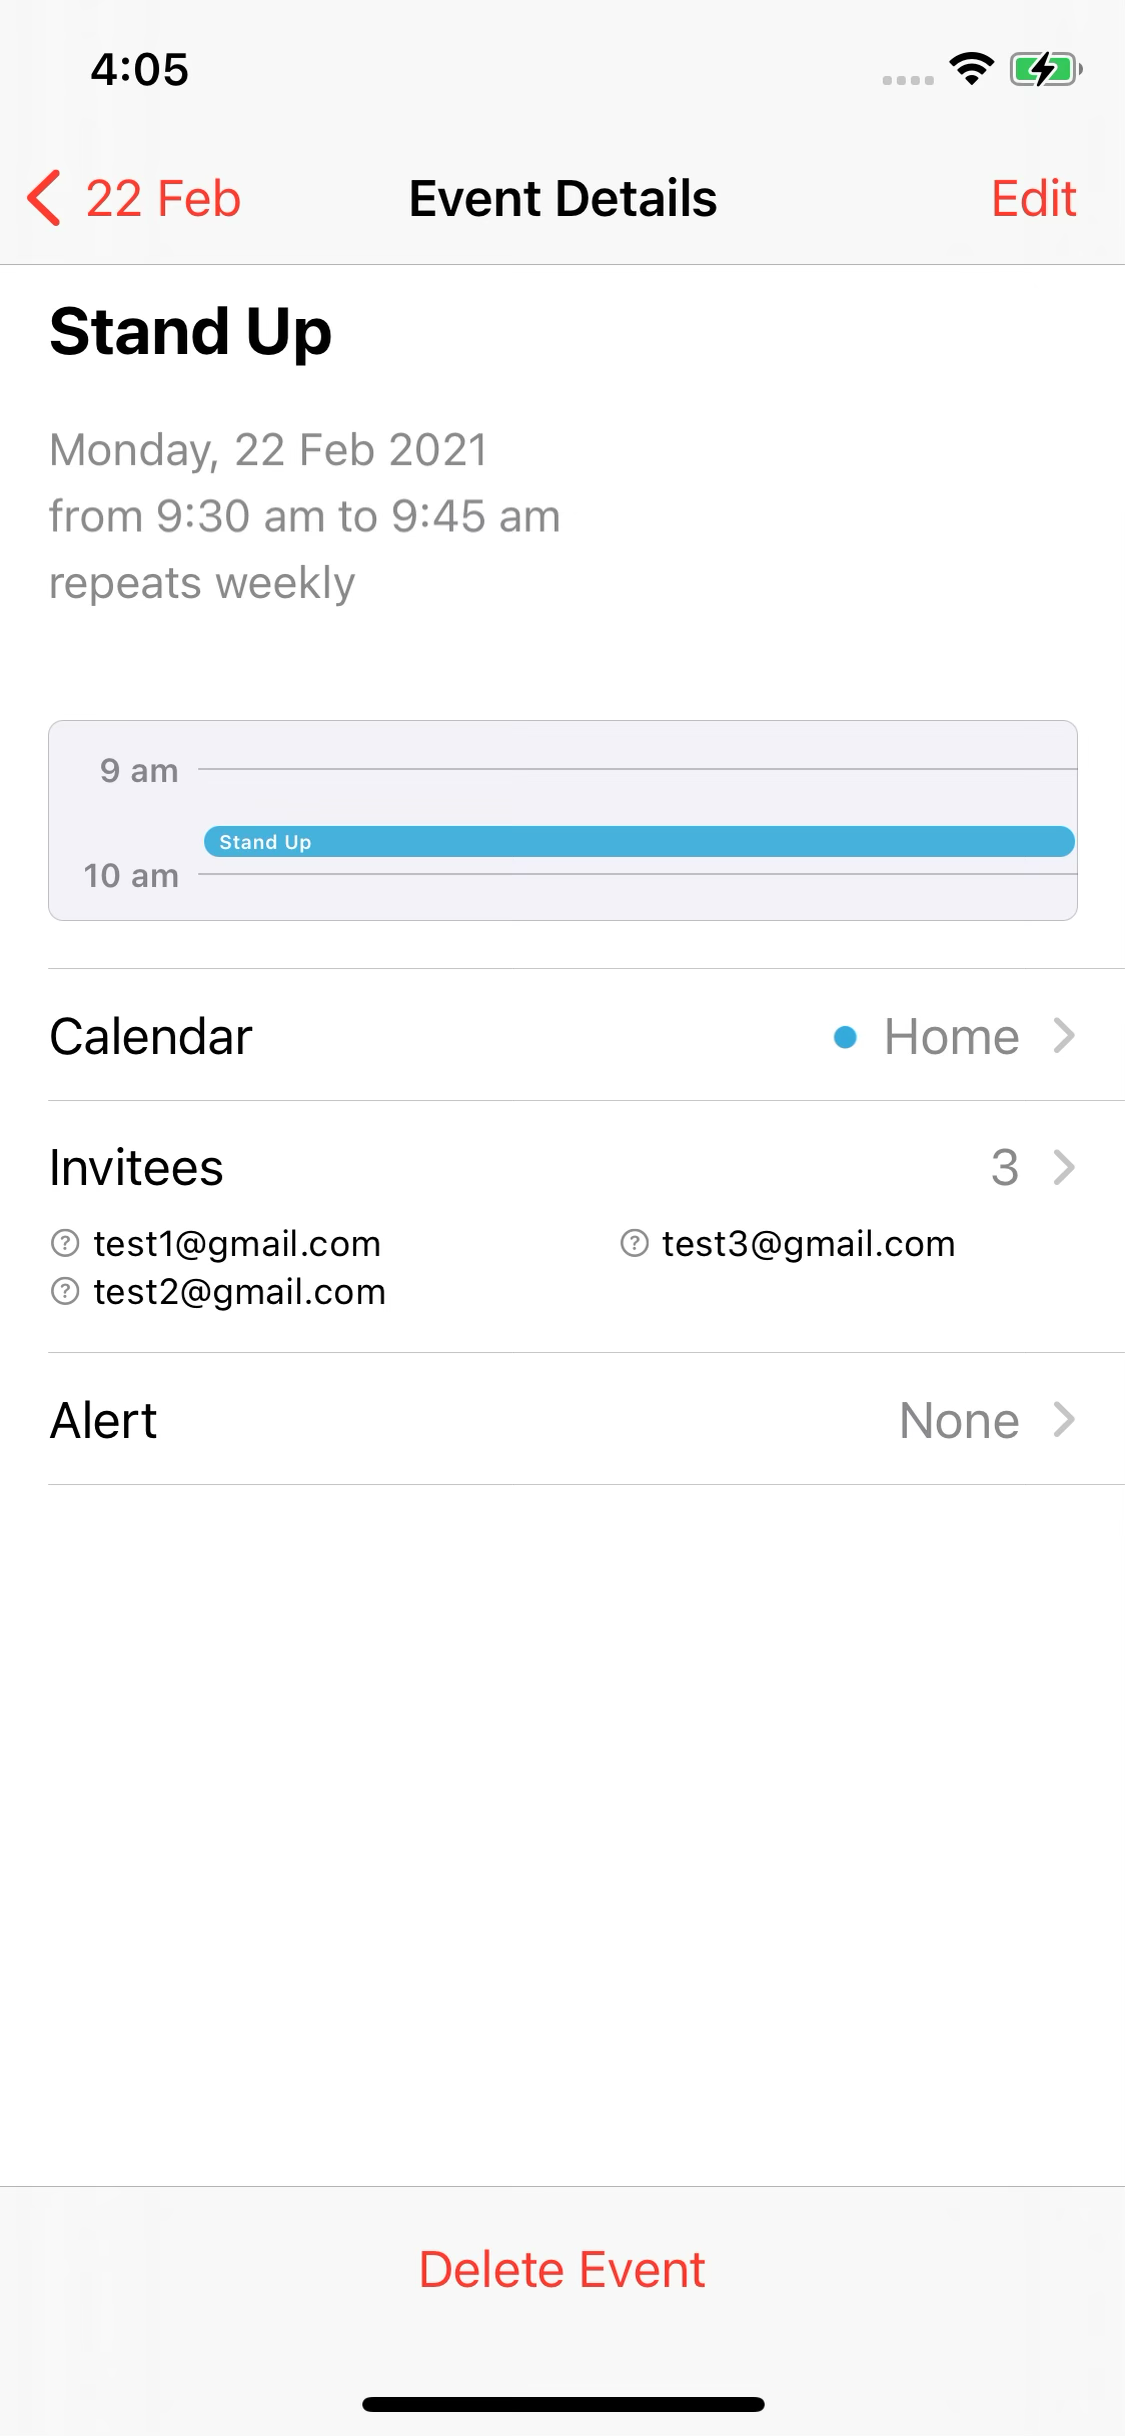 4:05
22 Feb
Event Details
Edit
Stand Up
Monday, 22 Feb 2021
from 9:30 am to 9:45 am
repeats weekly
9 am
Stand Up
10 am
Calendar
Home
Invitees
3
? test1@gmail.com
? test3@gmail.com
? test2@gmail.com
Alert
None
Delete Event